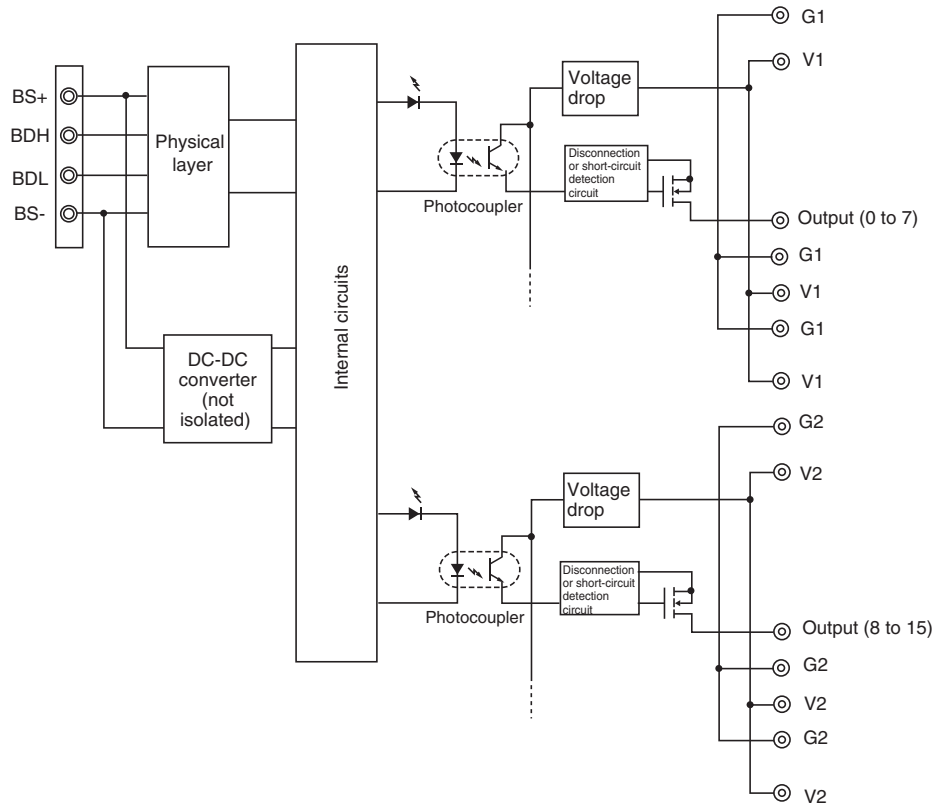 G1
V1
BS+
BDH
BDL
BS-
Physical
layer
Voltage
drop
Disconnection
or short-circuit
detection
circuit
Photocoupler
Output (0 to 7)
G1
V1
G1
V1
Internal circuits
DC-DC
converter
(not
isolated)
G2
V2
Voltage
drop
Disconnection
or short-circuit
detection
circuit
Photocoupler
Output (8 to 15)
G2
V2
G2
V2